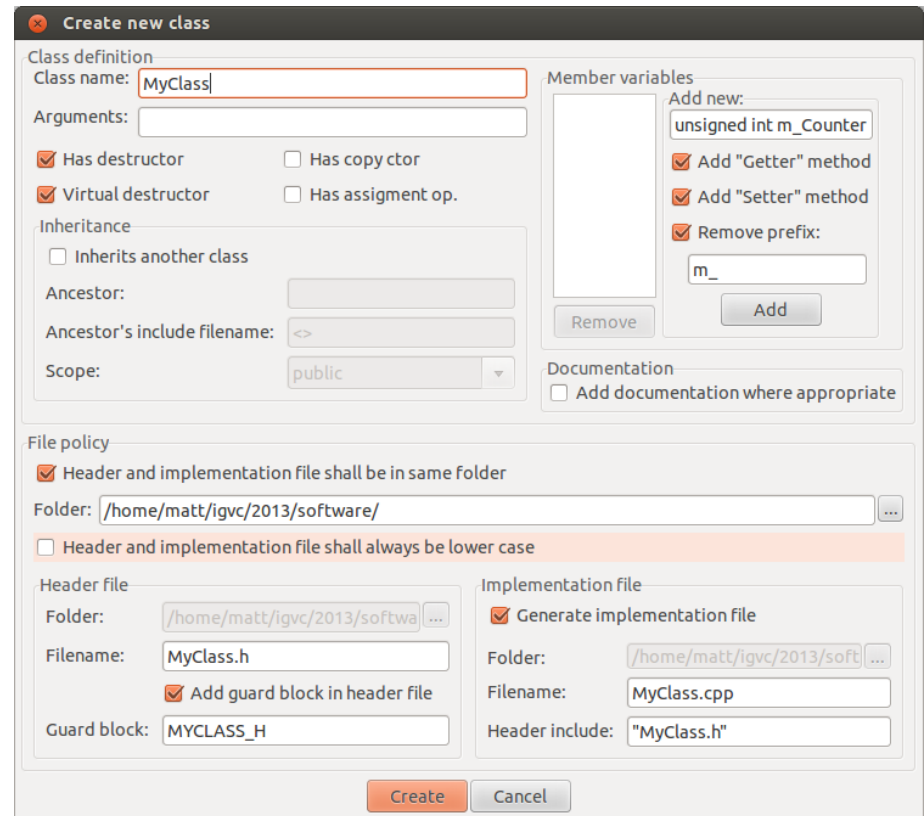 Create new class
Class definition
Class name: MyClass
Arguments:
Has destructor
Has copy ctor
Virtual destructor
Has assigment op.
Inheritance
Inherits another class
Ancestor:
Ancestor's include filename: <>
Scope: public
Member variables
Add new:
unsigned int m_Counter
Add "Getter" method
Add "Setter" method
Remove prefix:
m_
Add
Remove
Documentation
Add documentation where appropriate
File policy
Header and implementation file shall be in same folder
Folder: /home/matt/igvc/2013/software/ ...
Header and implementation file shall always be lower case
Header file
Folder: /home/matt/igvc/2013/softwa ...
Filename: MyClass.h
Add guard block in header file
Guard block: MYCLASS_H
Implementation file
Generate implementation file
Folder: /home/matt/igvc/2013/soft ...
Filename: MyClass.cpp
Header include: "MyClass.h"
Create
Cancel